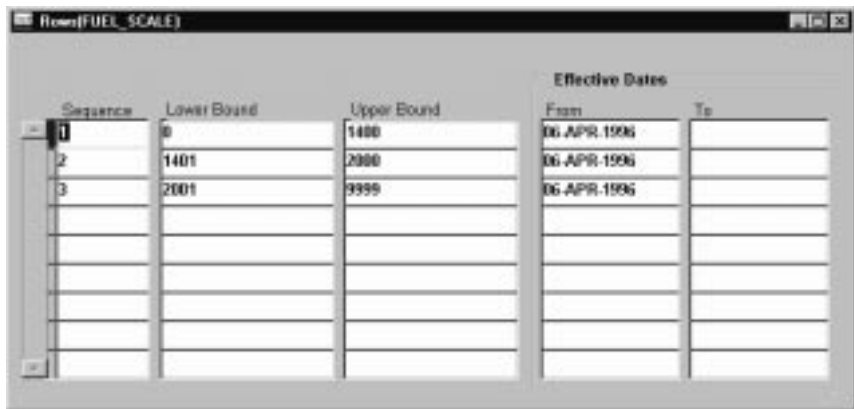 Rows(FUEL_SCALE)
Effective Dates
Sequence Lower Bound Upper Bound From To
1 0 1400 06-APR-1996
2 1401 2000 06-APR-1996
3 2001 9999 06-APR-1996